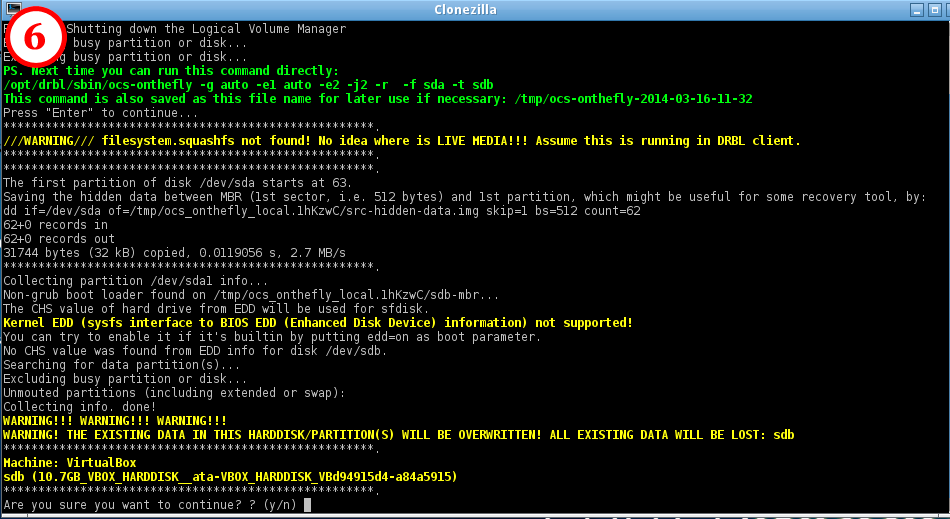 Clonezilla
6
Shutting down the Logical Volume Manager
busy partition or disk...
busy partition or disk...
PS. Next time you can run this command directly:
/opt/drbl/sbin/ocs-onthefly -g auto -e1 auto -e2 -j2 -r  -f sda -t sdb
This command is also saved as this file name for later use if necessary: /tmp/ocs-onthefly-2014-03-16-11-32
Press "Enter" to continue...
*****************************************************.
///WARNING/// filesystem.squashfs not found! No idea where is LIVE MEDIA!!! Assume this is running in DRBL client.
*****************************************************.
*****************************************************.
The first partition of disk /dev/sda starts at 63.
Saving the hidden data between MBR (1st sector, i.e. 512 bytes) and 1st partition, which might be useful for some recovery tool, by:
dd if=/dev/sda of=/tmp/ocs_onthefly_local.1hKzwC/src-hidden-data.img skip=1 bs=512 count=62
62+0 records in
62+0 records out
31744 bytes (32 kB) copied, 0.0119056 s, 2.7 MB/s
*****************************************************.
Collecting partition /dev/sda1 info...
Non-grub boot loader found on /tmp/ocs_onthefly_local.1hKzwC/sdb-mbr...
The CHS value of hard drive from EDD will be used for sfdisk.
Kernel EDD (sysfs interface to BIOS EDD (Enhanced Disk Device) information) not supported!
You can try to enable it if it's builtin by putting edd=on as boot parameter.
No CHS value was found from EDD info for disk /dev/sdb.
Searching for data partition(s)...
Excluding busy partition or disk...
Unmouted partitions (including extended or swap):
Collecting info. done!
WARNING!!! WARNING!!! WARNING!!!
WARNING! THE EXISTING DATA IN THIS HARDDISK/PARTITION(S) WILL BE OVERWRITTEN! ALL EXISTING DATA WILL BE LOST: sdb
*****************************************************.
Machine: VirtualBox
sdb (10.7GB_VBOX_HARDDISK__ata-VBOX_HARDDISK_VBd94915d4-a84a5915)
*****************************************************.
Are you sure you want to continue? ? (y/n)